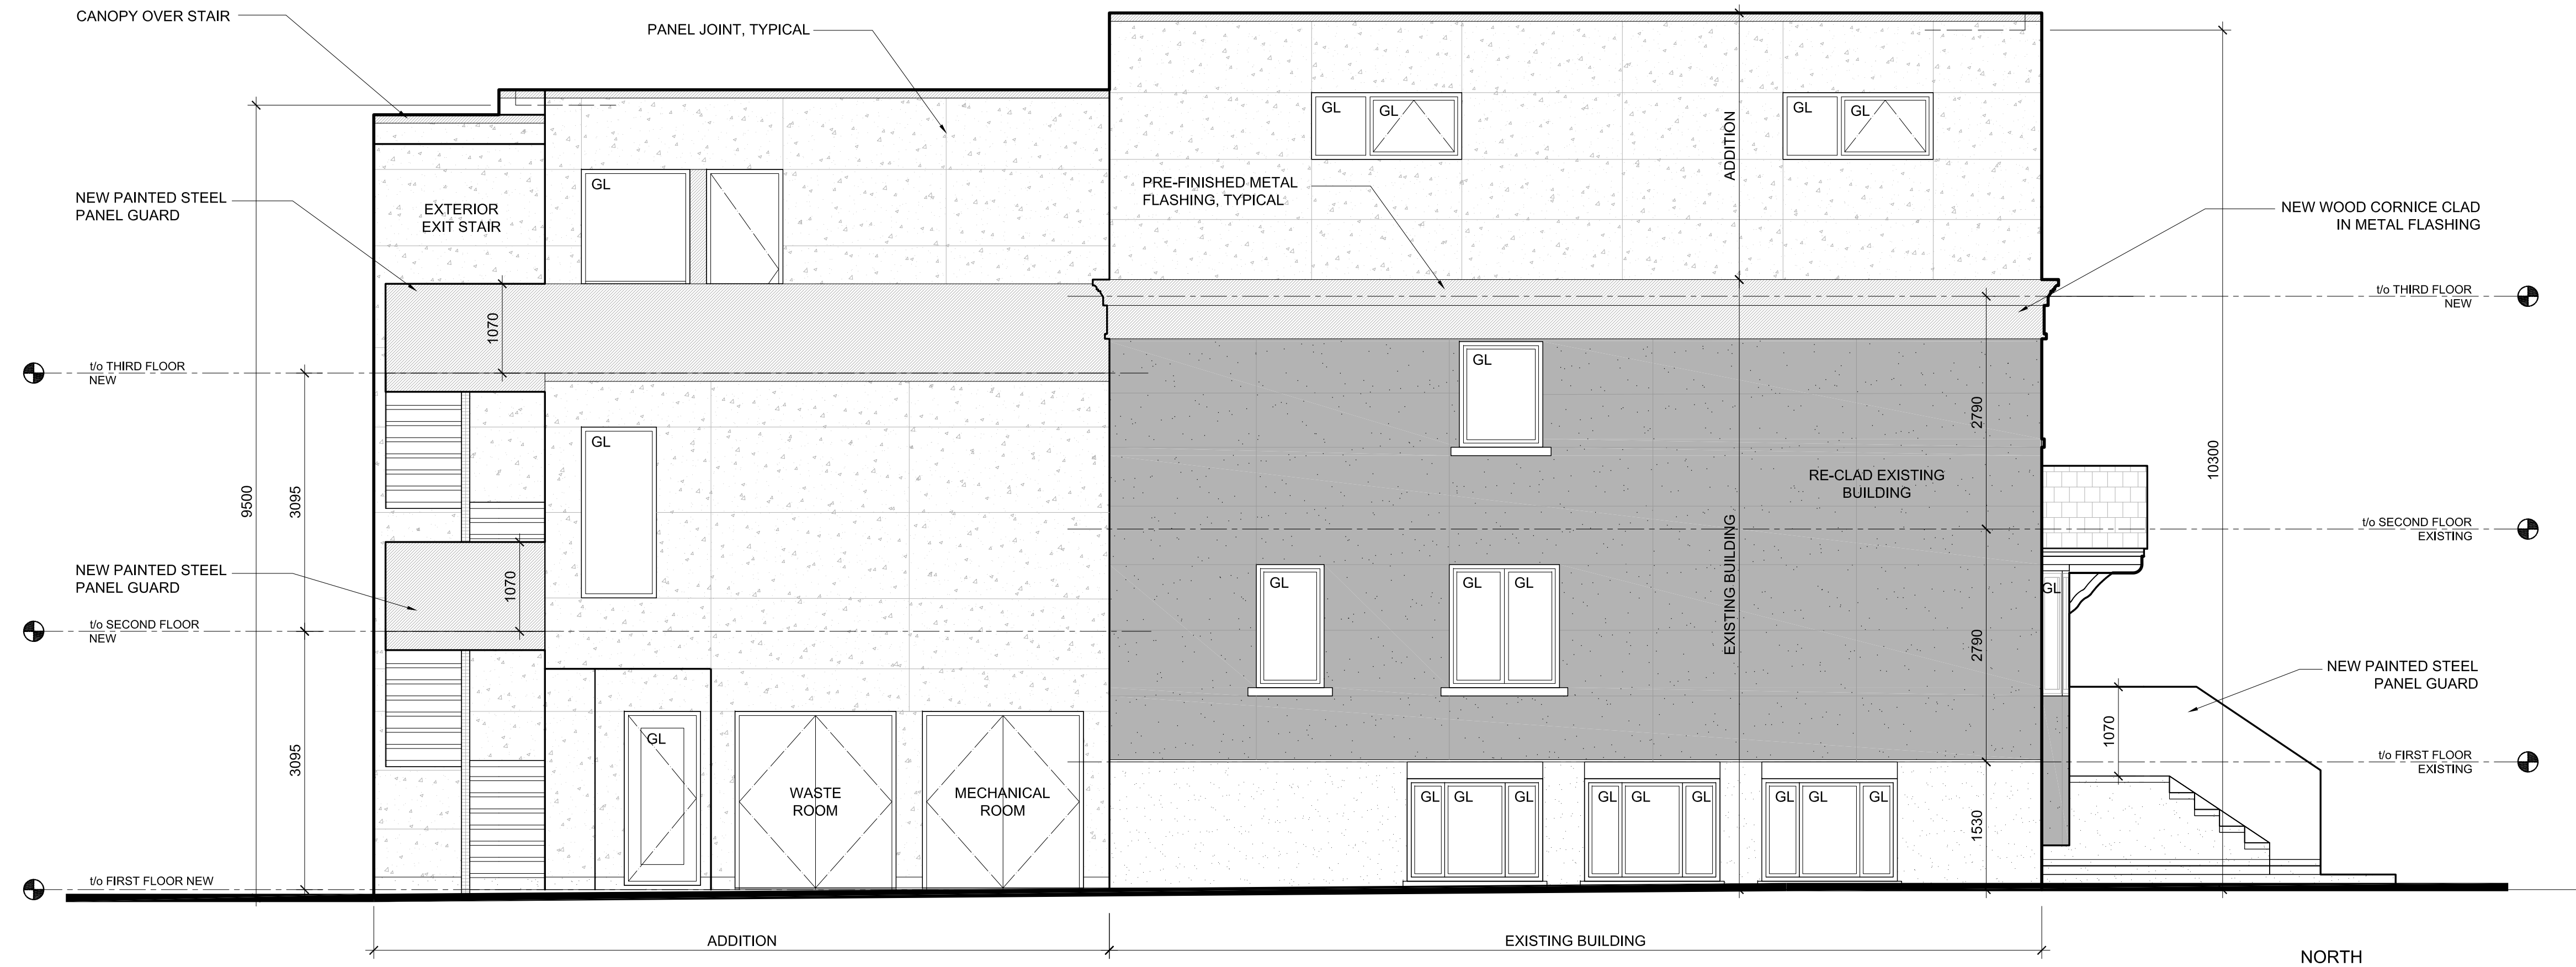 CANOPY OVER STAIR
PANEL JOINT, TYPICAL
GL
GL
GL
GL
ADDITION
PRE-FINISHED METAL
FLASHING, TYPICAL
NEW PAINTED STEEL
PANEL GUARD
EXTERIOR
EXIT STAIR
GL
NEW WOOD CORNICE CLAD
IN METAL FLASHING
t/o THIRD FLOOR
NEW
1070
t/o THIRD FLOOR
NEW
GL
2790
GL
9500
3095
10300
RE-CLAD EXISTING
BUILDING
t/o SECOND FLOOR
EXISTING
NEW PAINTED STEEL
PANEL GUARD
1070
EXISTING BUILDING
GL
GL
GL
GL
t/o SECOND FLOOR
NEW
2790
NEW PAINTED STEEL
PANEL GUARD
1070
3095
GL
WASTE
ROOM
MECHANICAL
ROOM
t/o FIRST FLOOR
EXISTING
GL
GL
GL
GL
GL
GL
GL
GL
GL
1530
t/o FIRST FLOOR NEW
ADDITION
EXISTING BUILDING
NORTH